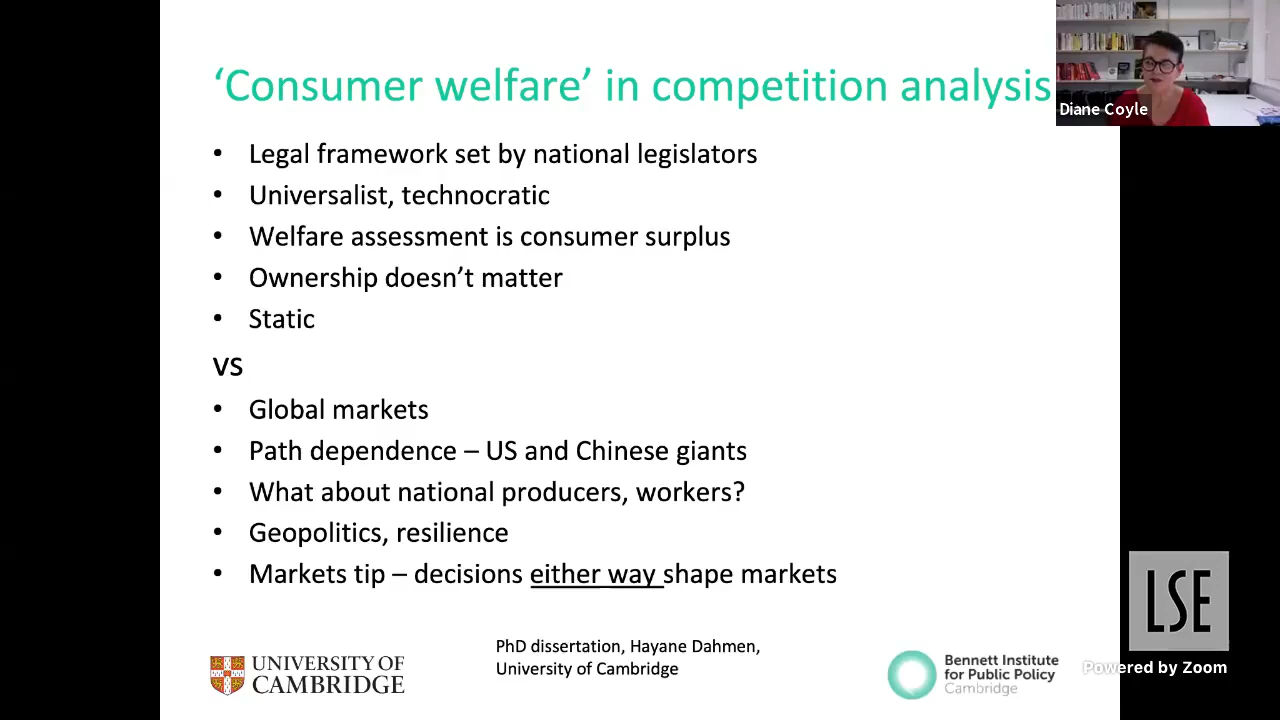 ‘Consumer welfare’ in competition analysis
Diane Coyle
• Legal framework set by national legislators
• Universalist, technocratic
• Welfare assessment is consumer surplus
• Ownership doesn’t matter
• Static
vs
• Global markets
• Path dependence – US and Chinese giants
• What about national producers, workers?
• Geopolitics, resilience
• Markets tip – decisions either way shape markets
PhD dissertation, Hayane Dahmen,
University of Cambridge
UNIVERSITY OF
CAMBRIDGE
Bennett Institute
for Public Policy
Cambridge
LSE
Powered by Zoom